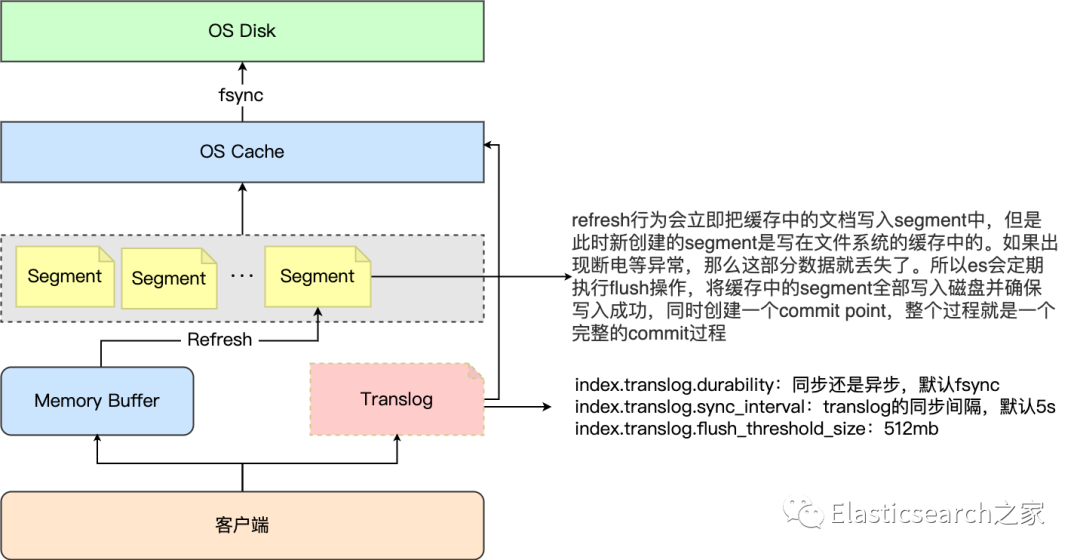 OS Disk
fsync
OS Cache
Segment
Segment
...
Segment
refresh行为会立即把缓存中的文档写入segment中，但是
此时新创建的segment是写在文件系统的缓存中的。如果出
现断电等异常，那么这部分数据就丢失了。所以es会定期
执行flush操作，将缓存中的segment全部写入磁盘并确保
写入成功，同时创建一个commit point，整个过程就是一个
完整的commit过程
Refresh
Memory Buffer
Translog
index.translog.durability：同步还是异步，默认fsync
index.translog.sync_interval：translog的同步间隔，默认5s
index.translog.flush_threshold_size：512mb
客户端
Elasticsearch之家